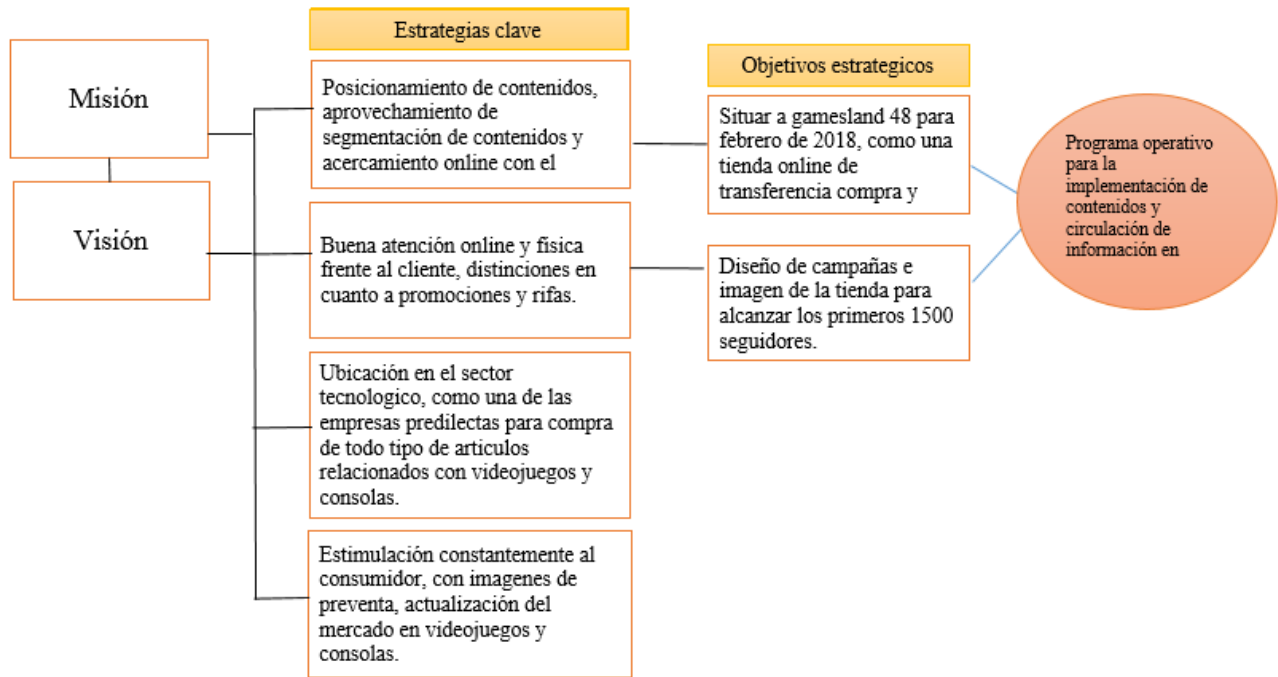 Misión
Visión
Estrategias clave
Posicionamiento de contenidos,
aprovechamiento de
segmentación de contenidos y
acercamiento online con el
Buena atención online y física
frente al cliente, distinciones en
cuanto a promociones y rifas.
Ubicación en el sector
tecnologico, como una de las
empresas predilectas para compra
de todo tipo de articulos
relacionados con videojuegos y
consolas.
Estimulación constantemente al
consumidor, con imagenes de
preventa, actualización del
mercado en videojuegos y
consolas.
Objetivos estrategicos
Situar a gamesland 48 para
febrero de 2018, como una
tienda online de
transferencia compra y
Diseño de campañas e
imagen de la tienda para
alcanzar los primeros 1500
seguidores.
Programa operativo
para la
implementación de
contenidos y
circulación de
información en